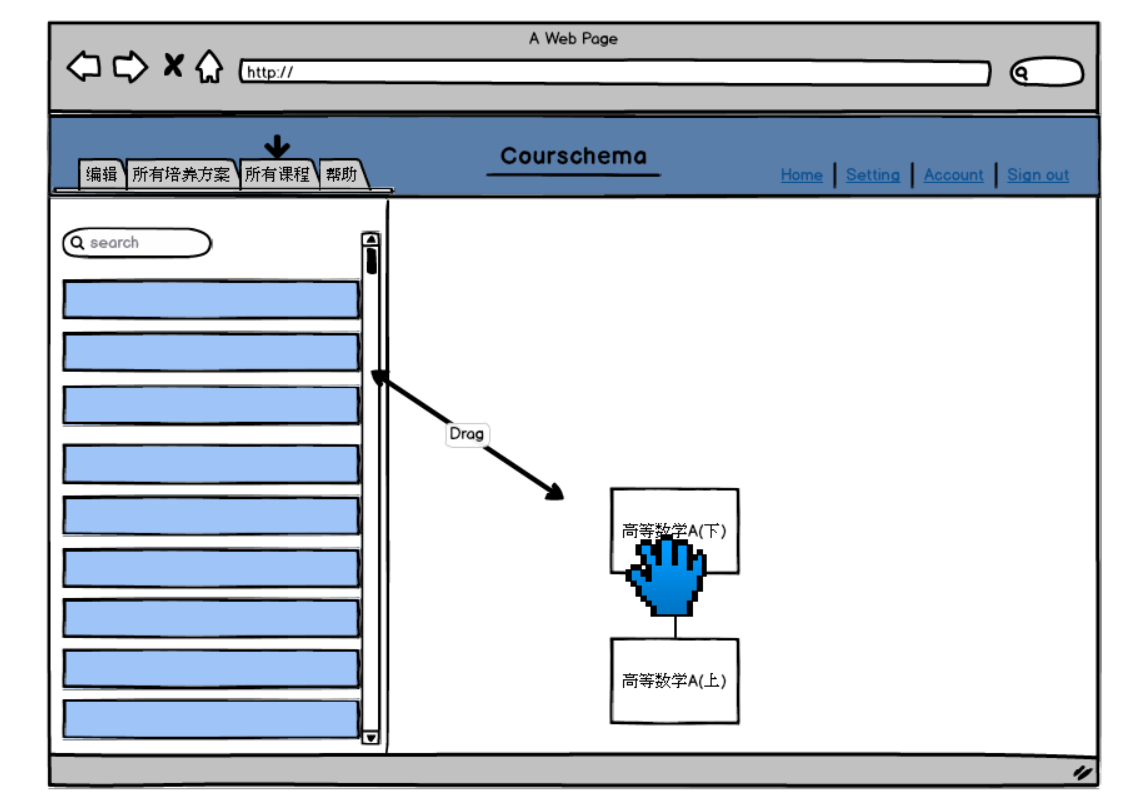 A Web Page
http://
Courschema
编辑
所有培养方案
所有课程
帮助
Home
Setting
Account
Sign out
search
Drag
高等数学A(下)
高等数学A(上)